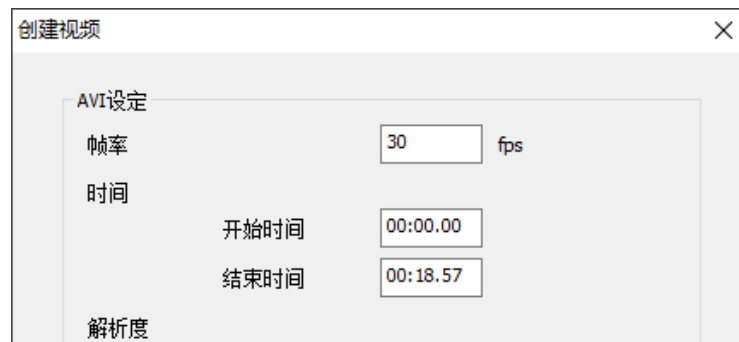 创建视频
AVI设定
帧率 30 fps
时间
开始时间 00:00.00
结束时间 00:18.57
解析度